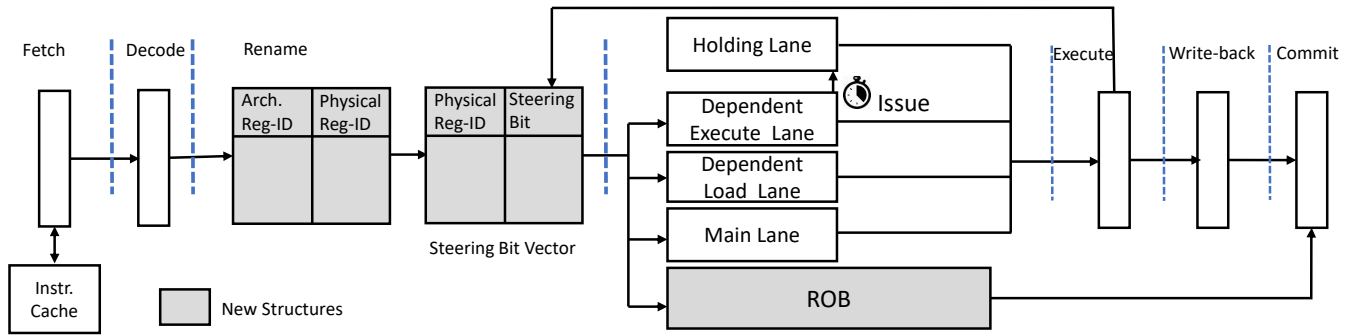 Fetch
Decode
Rename
Arch.
Reg-ID
Physical
Reg-ID
Physical
Reg-ID
Steering
Bit
Steering Bit Vector
Holding Lane
Issue
Dependent
Execute Lane
Dependent
Load Lane
Main Lane
ROB
Execute
Write-back
Commit
Instr.
Cache
New Structures